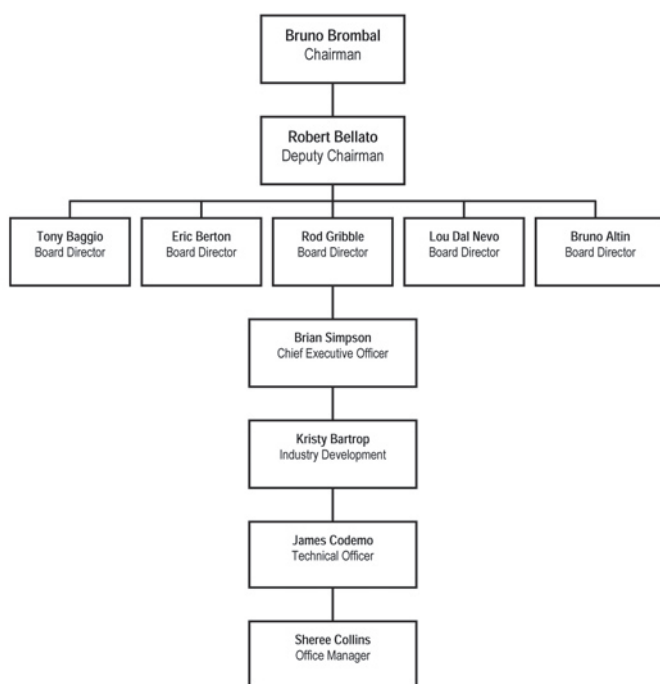 Bruno Brombal
Chairman
Robert Bellato
Deputy Chairman
Tony Baggio
Board Director
Eric Berton
Board Director
Rod Gribble
Board Director
Lou Dal Nevo
Board Director
Bruno Altin
Board Director
Brian Simpson
Chief Executive Officer
Kristy Bartrop
Industry Development
James Codemo
Technical Officer
Sheree Collins
Office Manager